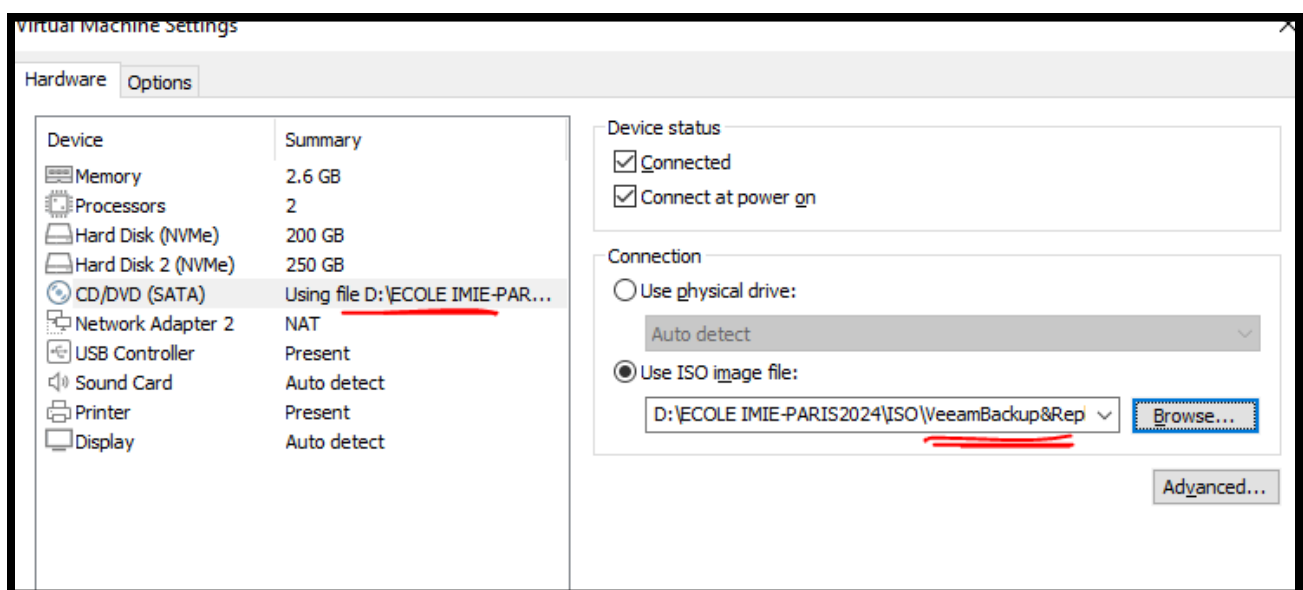 Virtual Machine Settings
Hardware Options
Device Summary
Memory 2.6 GB
Processors 2
Hard Disk (NVMe) 200 GB
Hard Disk 2 (NVMe) 250 GB
CD/DVD (SATA) Using file D:\ECOLE IMIE-PAR...
Network Adapter 2 NAT
USB Controller Present
Sound Card Auto detect
Printer Present
Display Auto detect
Device status
Connected
Connect at power on
Connection
Use physical drive:
Auto detect
Use ISO image file:
D:\ECOLE IMIE-PARIS2024\ISO\VeeamBackup&Rep Browse...
Advanced...